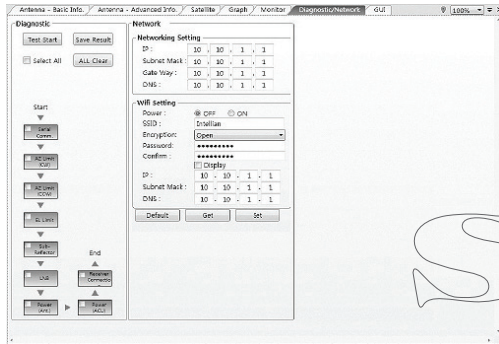 Antenna - Basic Info. Antenna - Advanced Info. Satellite Graph Monitor Diagnostic/Network GUI 100%
Diagnostic
Test Start Save Result
Select All ALL Clear
Start
Serial Comm.
AZ Limit (CW)
AZ Limit (CCW)
EL Limit
Sub-Reflector
LNB
Power (Ant.)
Power (ACU)
Receiver Connectio
End
Network
Networking Setting
IP : 10 . 10 . 1 . 1
Subnet Mask : 10 . 10 . 1 . 1
Gate Way : 10 . 10 . 1 . 1
DNS : 10 . 10 . 1 . 1
Wifi Setting
Power : OFF ON
SSID : Intellian
Encryption: Open
Password: •••••••••
Confirm : •••••••••
Display
IP : 10 . 10 . 1 . 1
Subnet Mask : 10 . 10 . 1 . 1
DNS : 10 . 10 . 1 . 1
Default Get Set
S